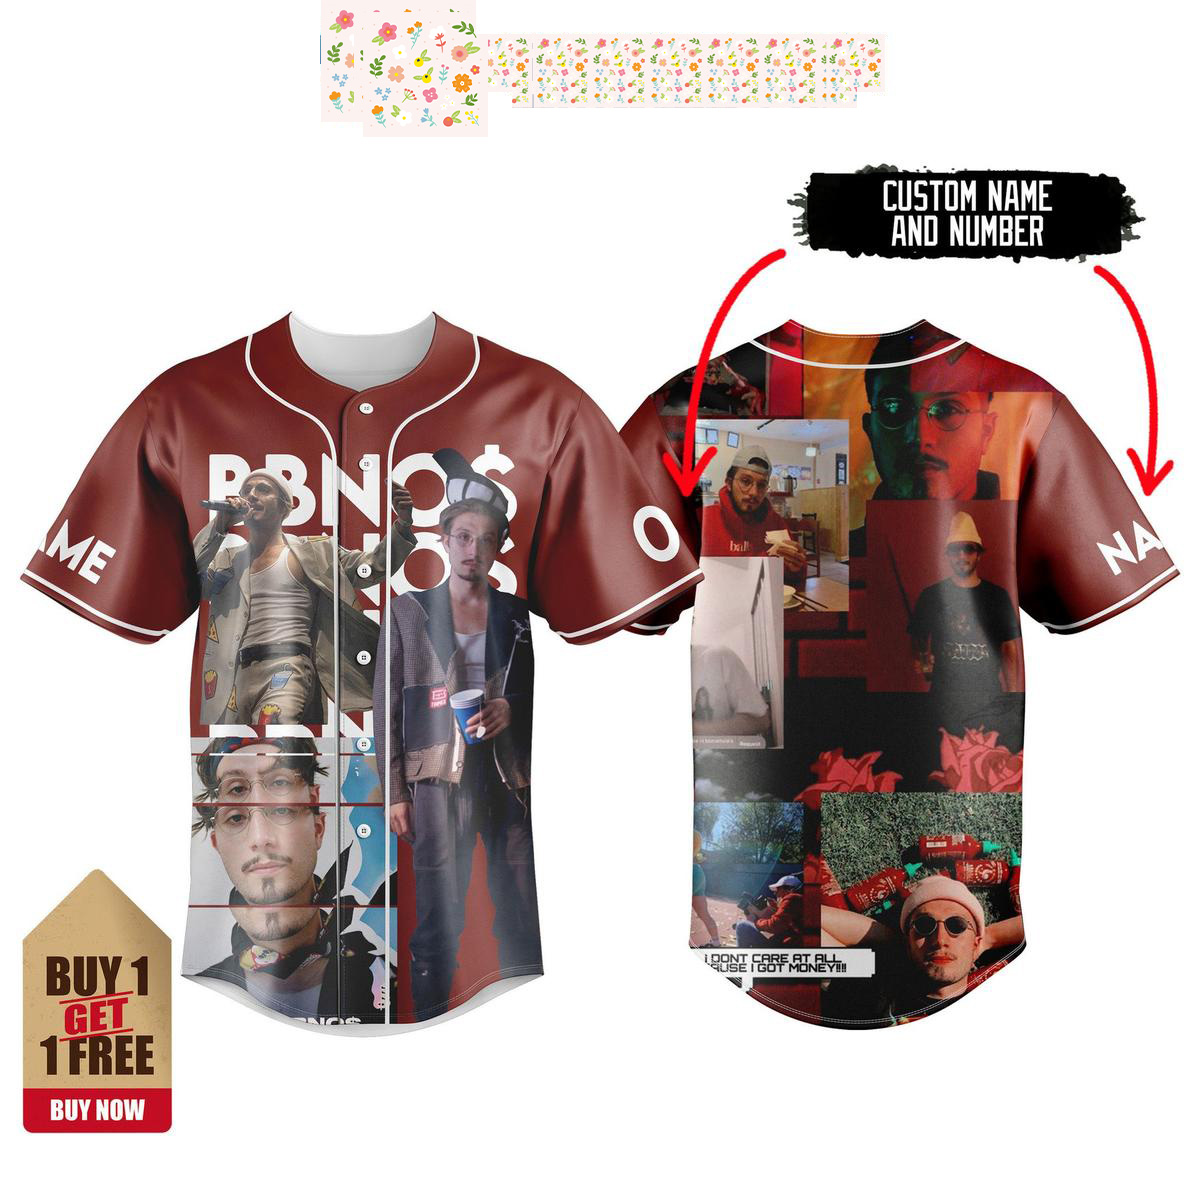 CUSTOM NAME
AND NUMBER
BBNO$
AME
O
NA
I DONT CARE AT ALL
CAUSE I GOT MONEY!!!!
BUY 1
GET
1 FREE
BUY NOW